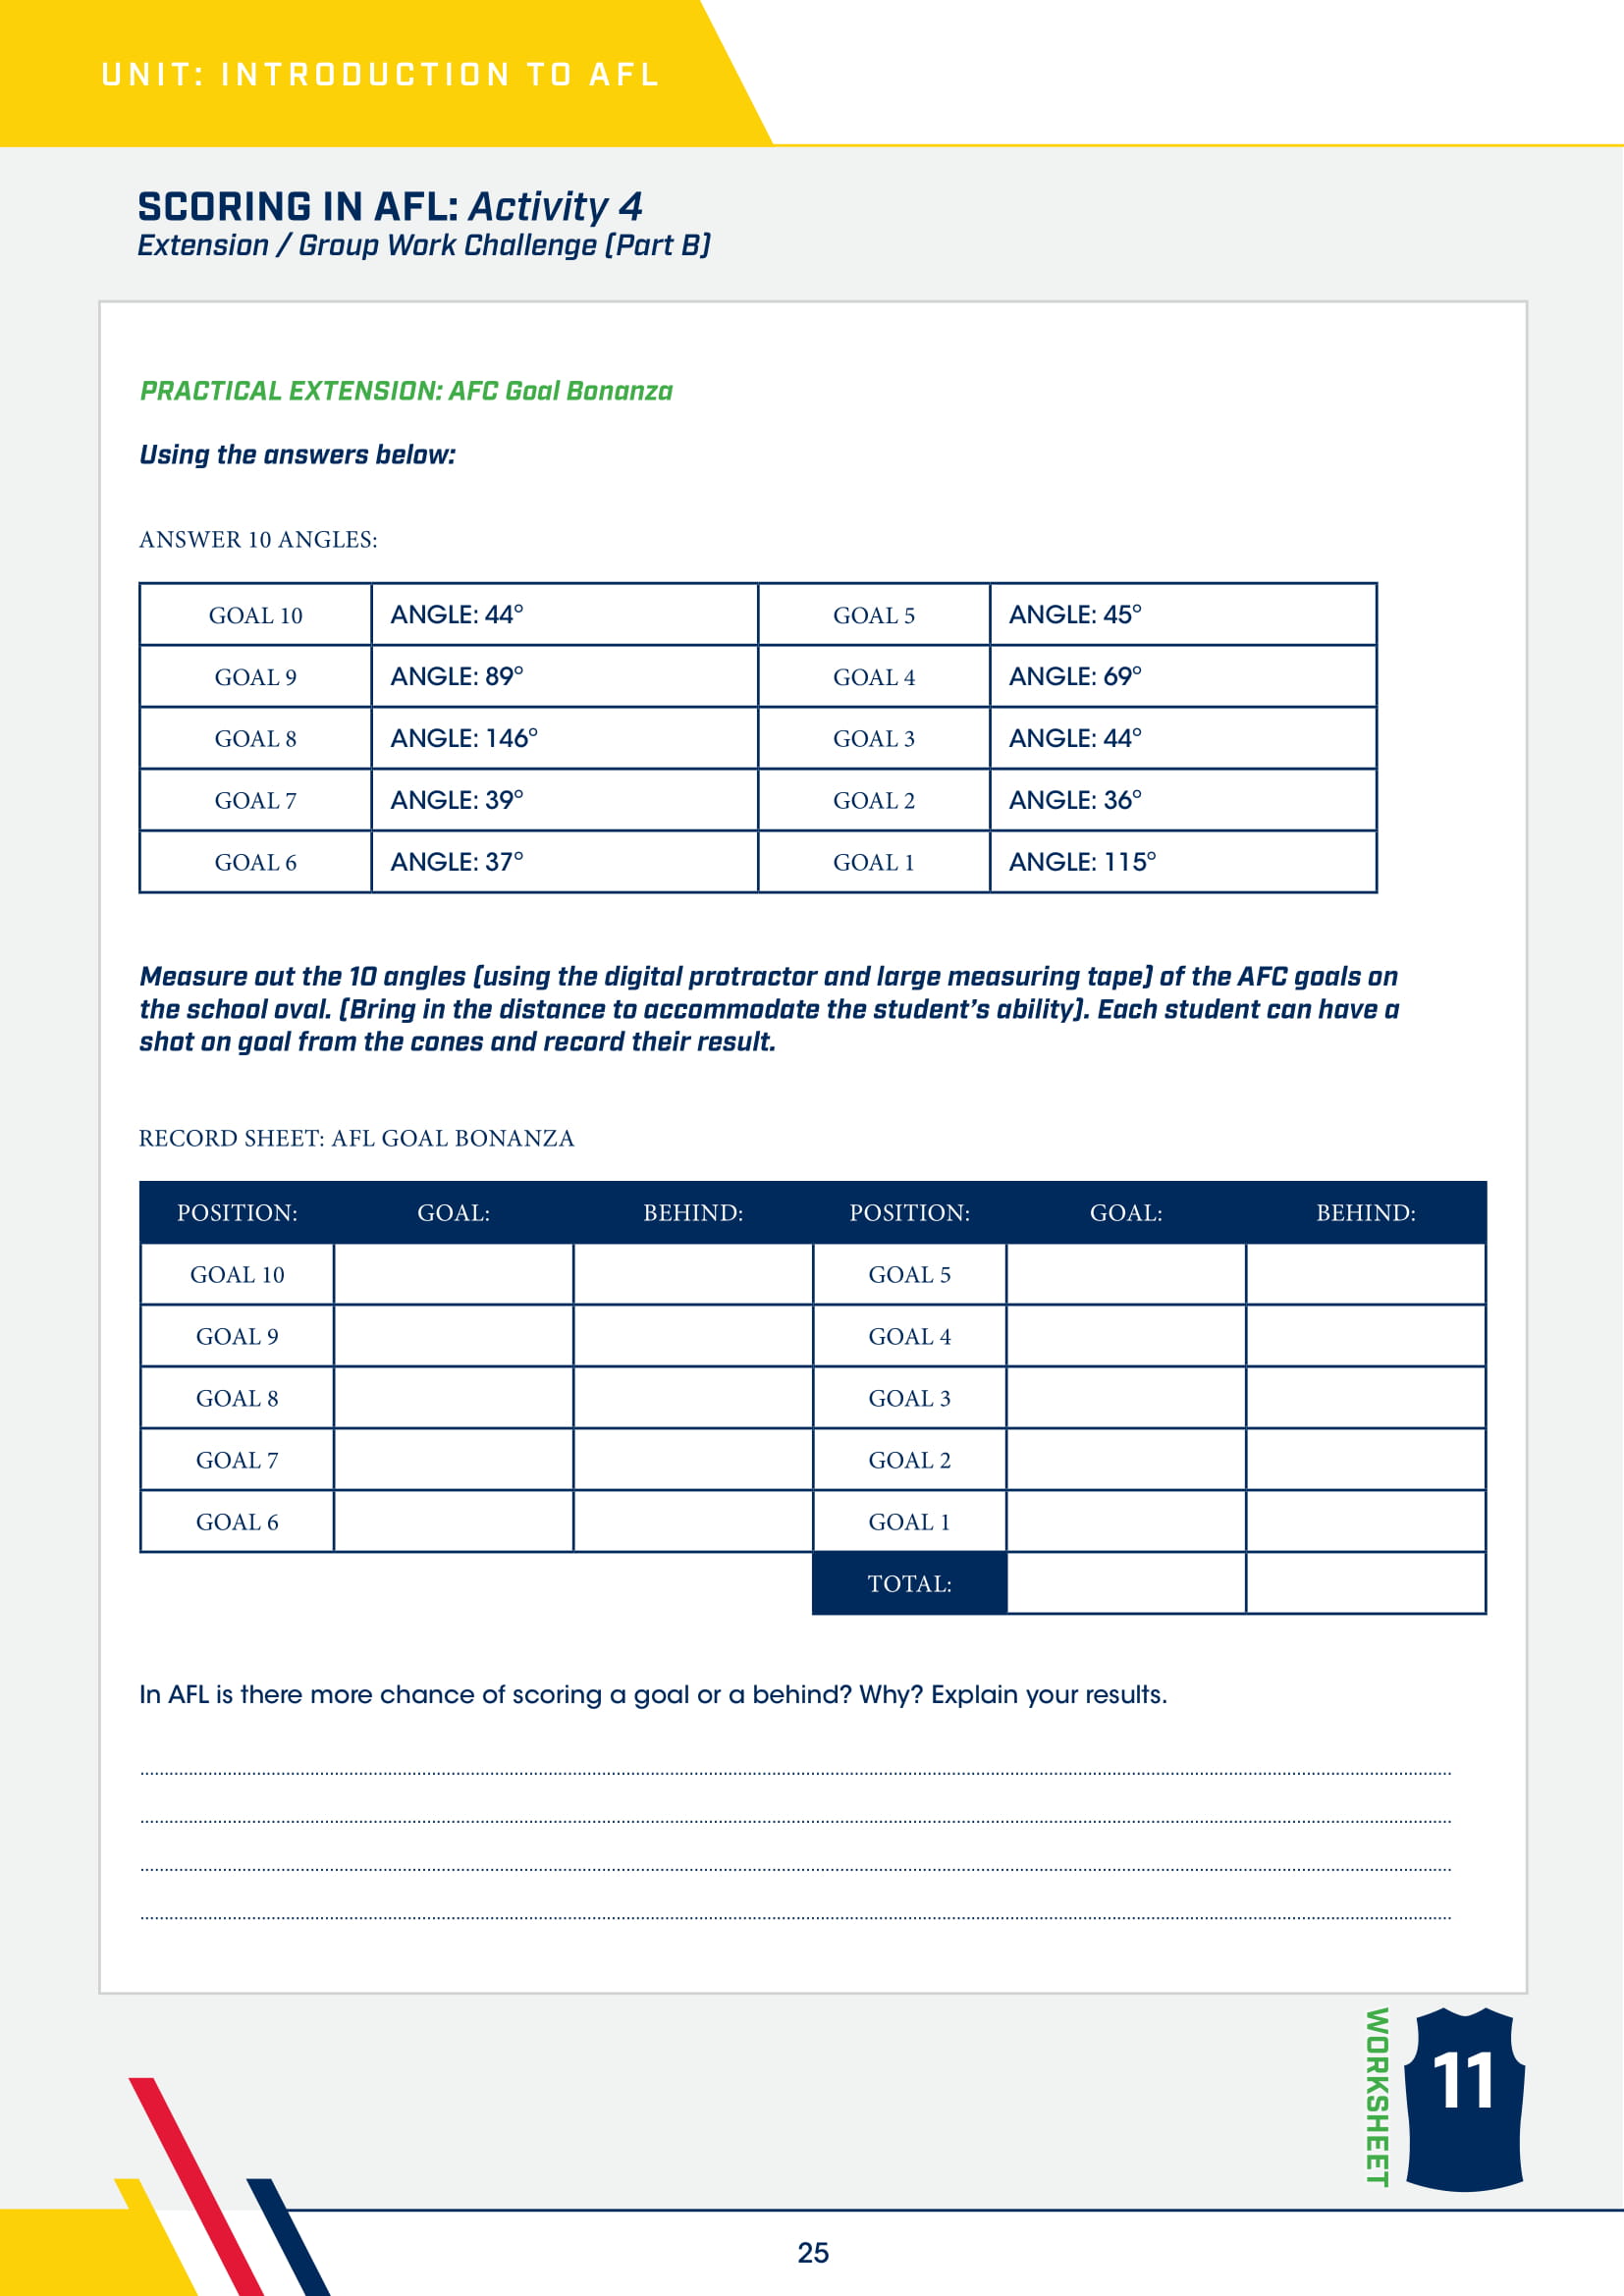 UNIT: INTRODUCTION TO AFL
SCORING IN AFL: Activity 4
Extension / Group Work Challenge (Part B)
PRACTICAL EXTENSION: AFC Goal Bonanza
Using the answers below:
ANSWER 10 ANGLES:
GOAL 10 ANGLE: 44° GOAL 5 ANGLE: 45°
GOAL 9 ANGLE: 89° GOAL 4 ANGLE: 69°
GOAL 8 ANGLE: 146° GOAL 3 ANGLE: 44°
GOAL 7 ANGLE: 39° GOAL 2 ANGLE: 36°
GOAL 6 ANGLE: 37° GOAL 1 ANGLE: 115°
Measure out the 10 angles (using the digital protractor and large measuring tape) of the AFC goals on
the school oval. (Bring in the distance to accommodate the student’s ability). Each student can have a
shot on goal from the cones and record their result.
RECORD SHEET: AFL GOAL BONANZA
POSITION: GOAL: BEHIND: POSITION: GOAL: BEHIND:
GOAL 10 GOAL 5
GOAL 9 GOAL 4
GOAL 8 GOAL 3
GOAL 7 GOAL 2
GOAL 6 GOAL 1
TOTAL:
In AFL is there more chance of scoring a goal or a behind? Why? Explain your results.
WORKSHEET
11
25